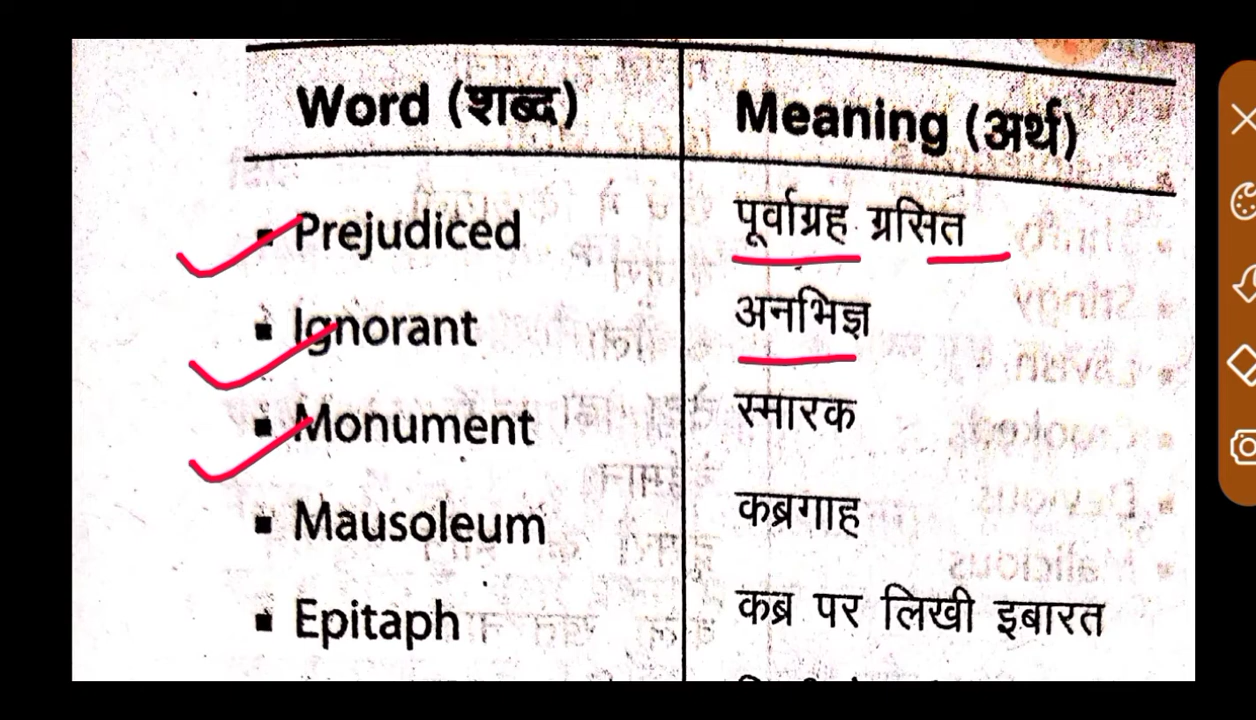 Word (शब्द) Meaning (अर्थ)
▪ Prejudiced पूर्वाग्रह ग्रसित
▪ Ignorant अनभिज्ञ
▪ Monument स्मारक
▪ Mausoleum कब्रगाह
▪ Epitaph कब्र पर लिखी इबारत